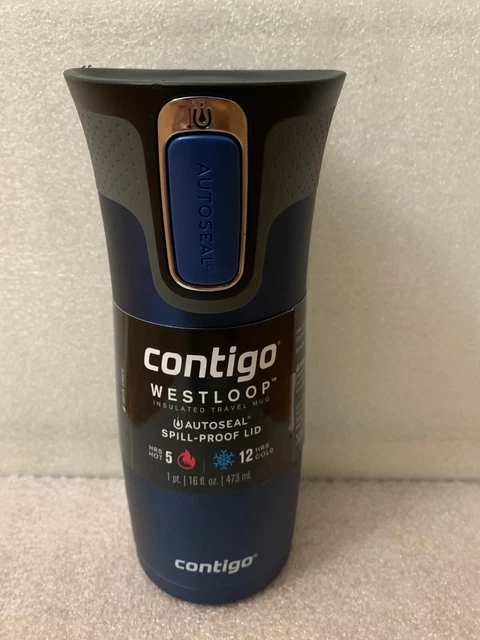 AUTOSEAL®
contigo®
WESTLOOP™
INSULATED TRAVEL MUG
AUTOSEAL®
SPILL-PROOF LID
HRS HOT 5 | 12 HRS COLD
1 pt. | 16 fl. oz. | 473 mL
contigo®